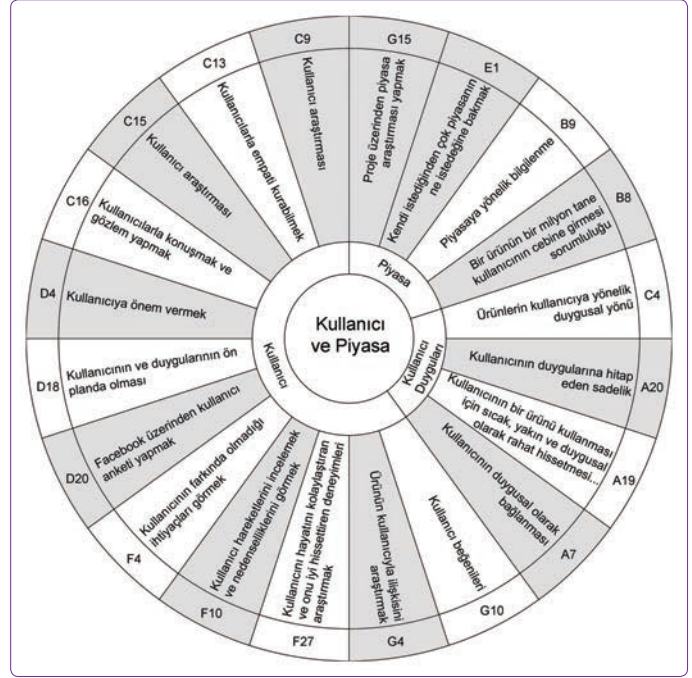 Kullanıcı
ve Piyasa
Piyasa
Kullanıcı
Duyguları
Kullanıcı
G15
Proje üzerinden piyasa
araştırması yapmak
E1
Kendi istediğinden çok piyasanın
ne istedeğine bakmak
B9
Piyasaya yönelik bilgilenme
B8
Bir ürünün bir milyon tane
kullanıcının cebine girmesi
sorumluluğu
C4
Ürünlerin kullanıcıya yönelik
duygusal yönü
A20
Kullanıcının duygularına hitap
eden sadelik
A19
Kullanıcının bir ürünü kullanması
için sıcak, yakın ve duygusal
olarak rahat hissetmesi...
A7
Kullanıcının duygusal olarak
bağlanması
G10
Kullanıcı beğenileri
G4
Ürünün kullanıcıyla ilişkisini
araştırmak
F27
Kullanıcını hayatını kolaylaştıran
ve onu iyi hissettiren deneyimleri
araştırmak
F10
Kullanıcı hareketlerini incelemek
ve nedenselliklerini görmek
F4
Kullanıcının farkında olmadığı
ihtiyaçları görmek
D20
Facebook üzerinden kullanıcı
anketi yapmak
D18
Kullanıcının ve duygularının ön
planda olması
D4
Kullanıcıya önem vermek
C16
Kullanıcılarla konuşmak ve
gözlem yapmak
C15
Kullanıcı araştırması
C13
Kullanıcılarla empati kurabilmek
C9
Kullanıcı araştırması